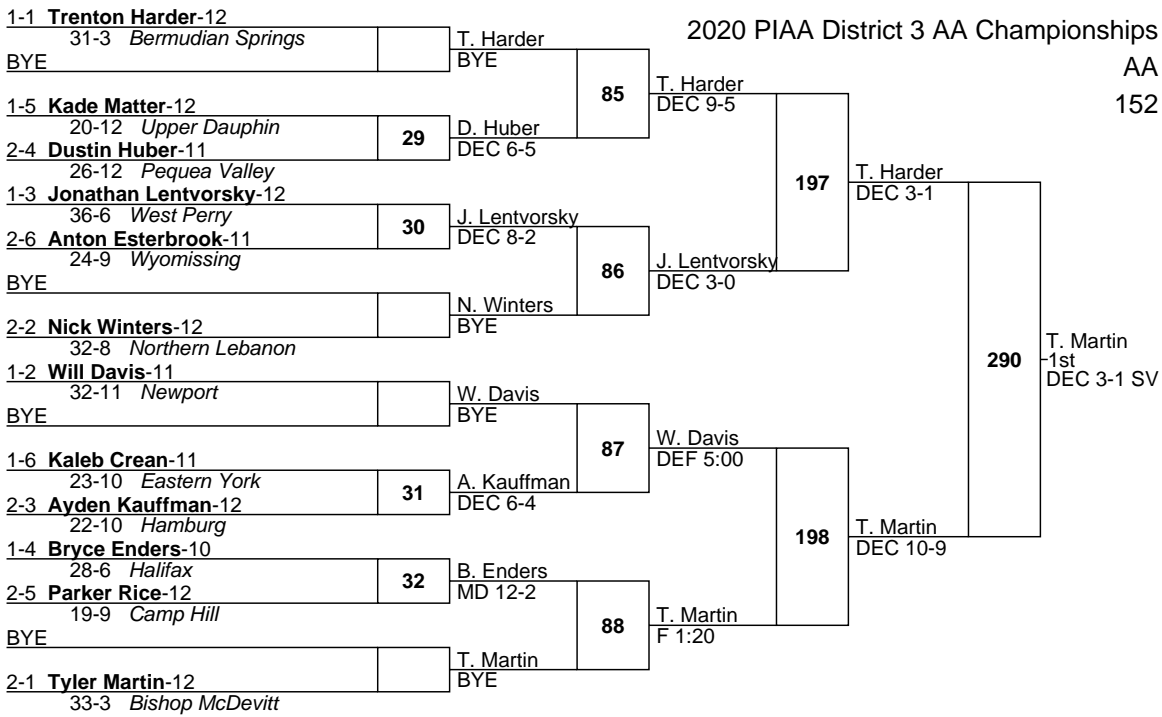 2020 PIAA District 3 AA Championships
AA
152
1-1 Trenton Harder-12
31-3 Bermudian Springs
BYE
1-5 Kade Matter-12
20-12 Upper Dauphin
2-4 Dustin Huber-11
26-12 Pequea Valley
1-3 Jonathan Lentvorsky-12
36-6 West Perry
2-6 Anton Esterbrook-11
24-9 Wyomissing
BYE
2-2 Nick Winters-12
32-8 Northern Lebanon
1-2 Will Davis-11
32-11 Newport
BYE
1-6 Kaleb Crean-11
23-10 Eastern York
2-3 Ayden Kauffman-12
22-10 Hamburg
1-4 Bryce Enders-10
28-6 Halifax
2-5 Parker Rice-12
19-9 Camp Hill
BYE
2-1 Tyler Martin-12
33-3 Bishop McDevitt
29
30
31
32
T. Harder
BYE
D. Huber
DEC 6-5
J. Lentvorsky
DEC 8-2
N. Winters
BYE
W. Davis
BYE
A. Kauffman
DEC 6-4
B. Enders
MD 12-2
T. Martin
BYE
85
86
87
88
T. Harder
DEC 9-5
J. Lentvorsky
DEC 3-0
W. Davis
DEF 5:00
T. Martin
F 1:20
197
198
T. Harder
DEC 3-1
T. Martin
DEC 10-9
290
T. Martin
1st
DEC 3-1 SV